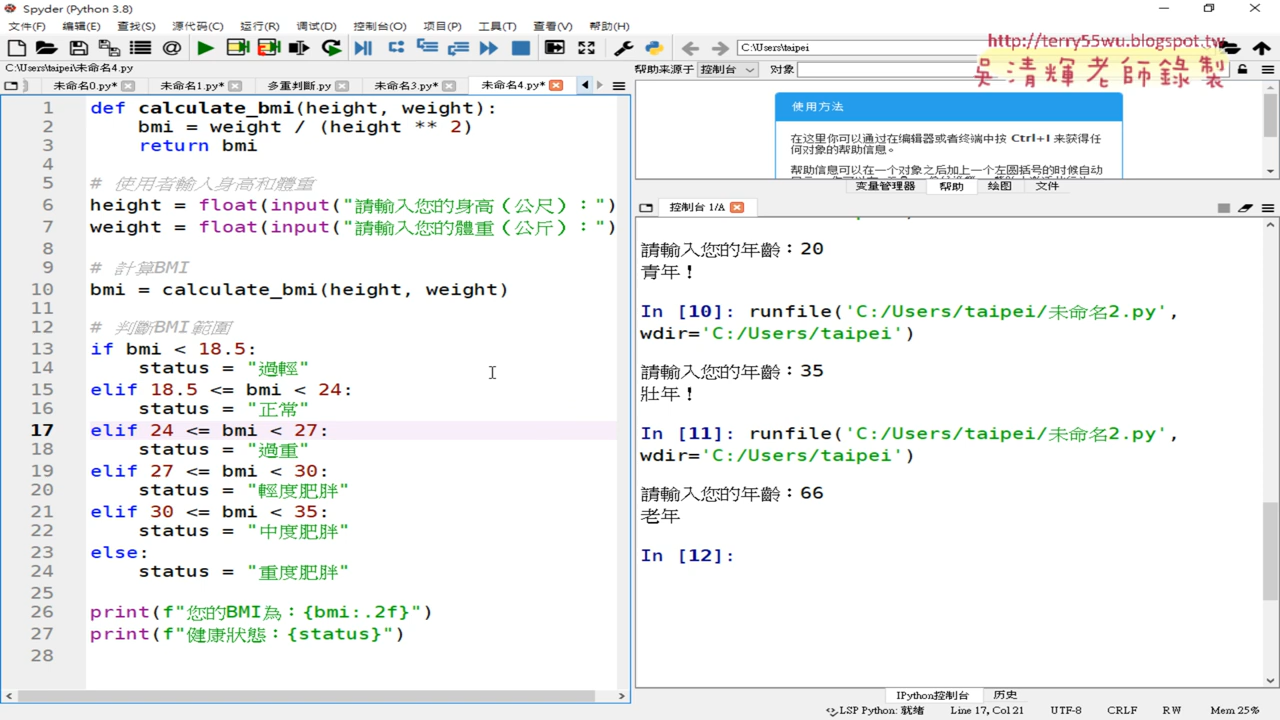 Spyder (Python 3.8)
文件(F) 编辑(E) 查找(S) 源代码(C) 运行(R) 调试(D) 控制台(O) 项目(P) 工具(T) 查看(V) 帮助(H)
C:\Users\taipei
http://terry55wu.blogspot.tw
吳清輝老師錄製
C:\Users\taipei\未命名4.py
帮助来源于 控制台 对象
未命名0.py* 未命名1.py* 多重判斷.py 未命名3.py* 未命名4.py*
1 def calculate_bmi(height, weight):
2 bmi = weight / (height ** 2)
3 return bmi
4
5 # 使用者輸入身高和體重
6 height = float(input("請輸入您的身高（公尺）：")
7 weight = float(input("請輸入您的體重（公斤）：")
8
9 # 計算BMI
10 bmi = calculate_bmi(height, weight)
11
12 # 判斷BMI範圍
13 if bmi < 18.5:
14 status = "過輕"
15 elif 18.5 <= bmi < 24:
16 status = "正常"
17 elif 24 <= bmi < 27:
18 status = "過重"
19 elif 27 <= bmi < 30:
20 status = "輕度肥胖"
21 elif 30 <= bmi < 35:
22 status = "中度肥胖"
23 else:
24 status = "重度肥胖"
25
26 print(f"您的BMI為：{bmi:.2f}")
27 print(f"健康狀態：{status}")
28
使用方法
在这里你可以通过在编辑器或者终端中按 Ctrl+I 来获得任
何对象的帮助信息。
帮助信息可以在一个对象之后加上一个左圆括号的时候自动
变量管理器 帮助 绘图 文件
控制台 1/A
請輸入您的年齡：20
青年！
In [10]: runfile('C:/Users/taipei/未命名2.py',
wdir='C:/Users/taipei')
請輸入您的年齡：35
壯年！
In [11]: runfile('C:/Users/taipei/未命名2.py',
wdir='C:/Users/taipei')
請輸入您的年齡：66
老年
In [12]:
IPython控制台 历史
LSP Python: 就绪 Line 17, Col 21 UTF-8 CRLF RW Mem 25%